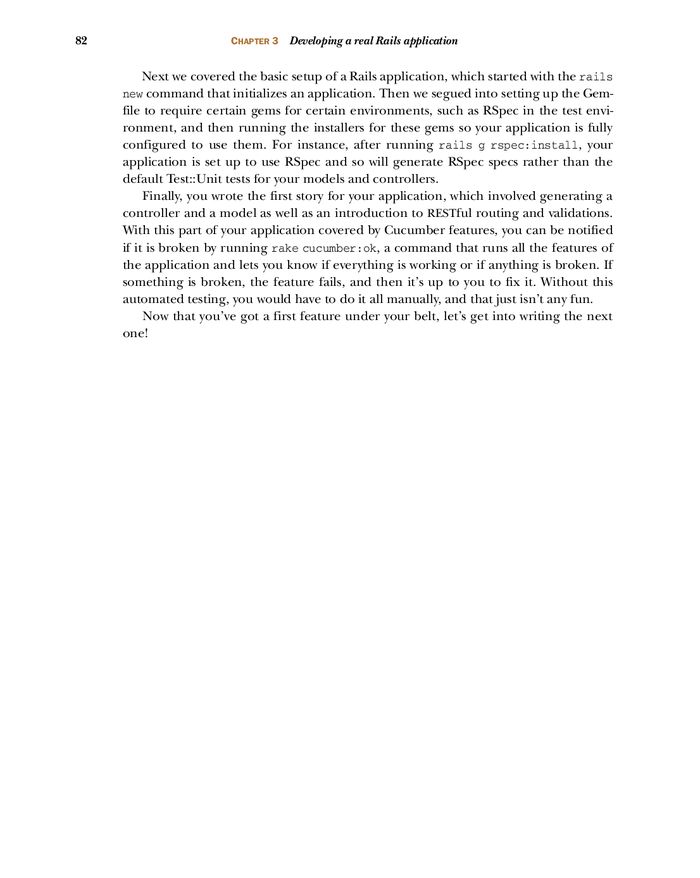 82 CHAPTER 3 Developing a real Rails application
Next we covered the basic setup of a Rails application, which started with the rails
new command that initializes an application. Then we segued into setting up the Gem-
file to require certain gems for certain environments, such as RSpec in the test envi-
ronment, and then running the installers for these gems so your application is fully
configured to use them. For instance, after running rails g rspec:install, your
application is set up to use RSpec and so will generate RSpec specs rather than the
default Test::Unit tests for your models and controllers.
Finally, you wrote the first story for your application, which involved generating a
controller and a model as well as an introduction to RESTful routing and validations.
With this part of your application covered by Cucumber features, you can be notified
if it is broken by running rake cucumber:ok, a command that runs all the features of
the application and lets you know if everything is working or if anything is broken. If
something is broken, the feature fails, and then it's up to you to fix it. Without this
automated testing, you would have to do it all manually, and that just isn't any fun.
Now that you've got a first feature under your belt, let's get into writing the next
one!